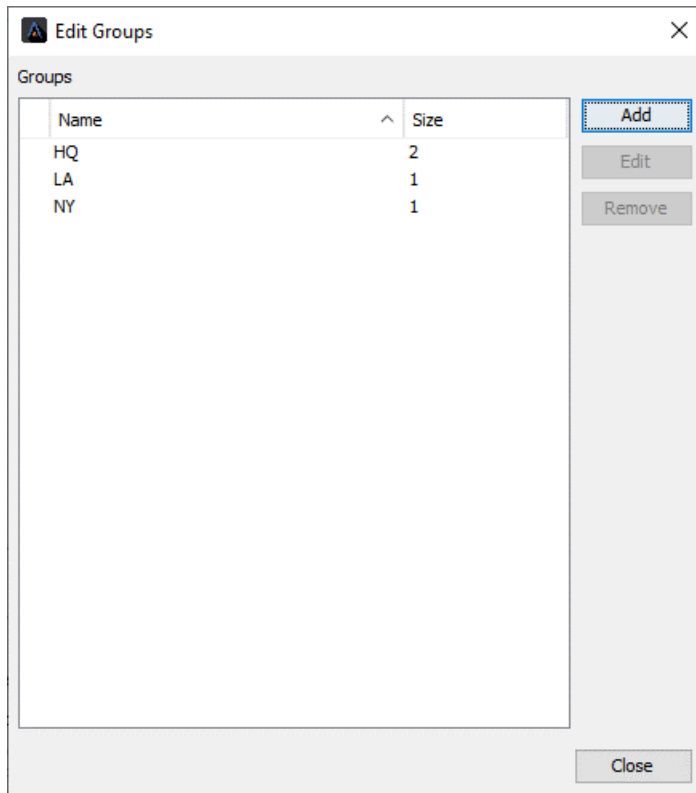 Edit Groups
Groups
Name Size
Add
HQ 2
Edit
LA 1
NY 1
Remove
Close